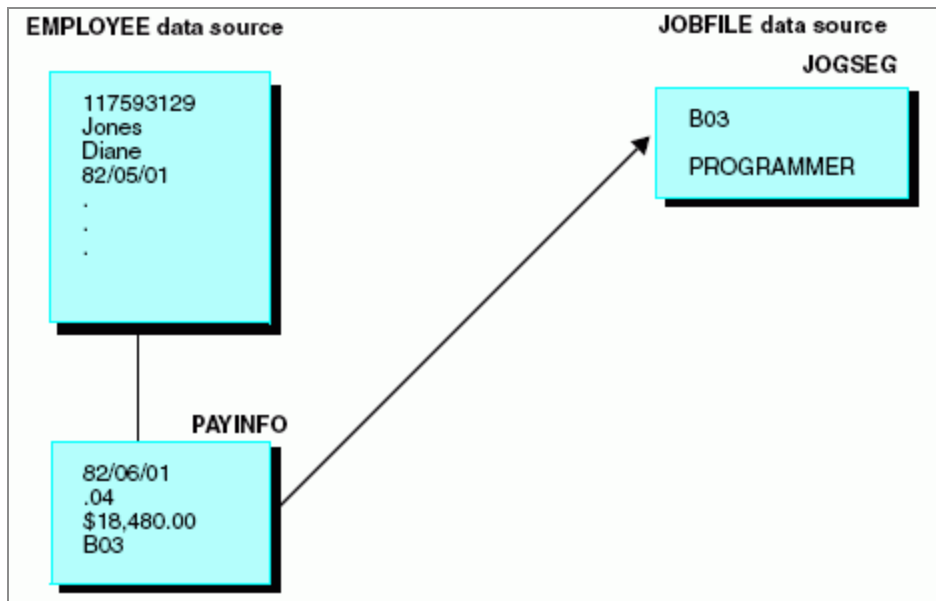 EMPLOYEE data source
117593129
Jones
Diane
82/05/01
.
.
.
PAYINFO
82/06/01
.04
$18,480.00
B03
JOBFILE data source
JOGSEG
B03
PROGRAMMER